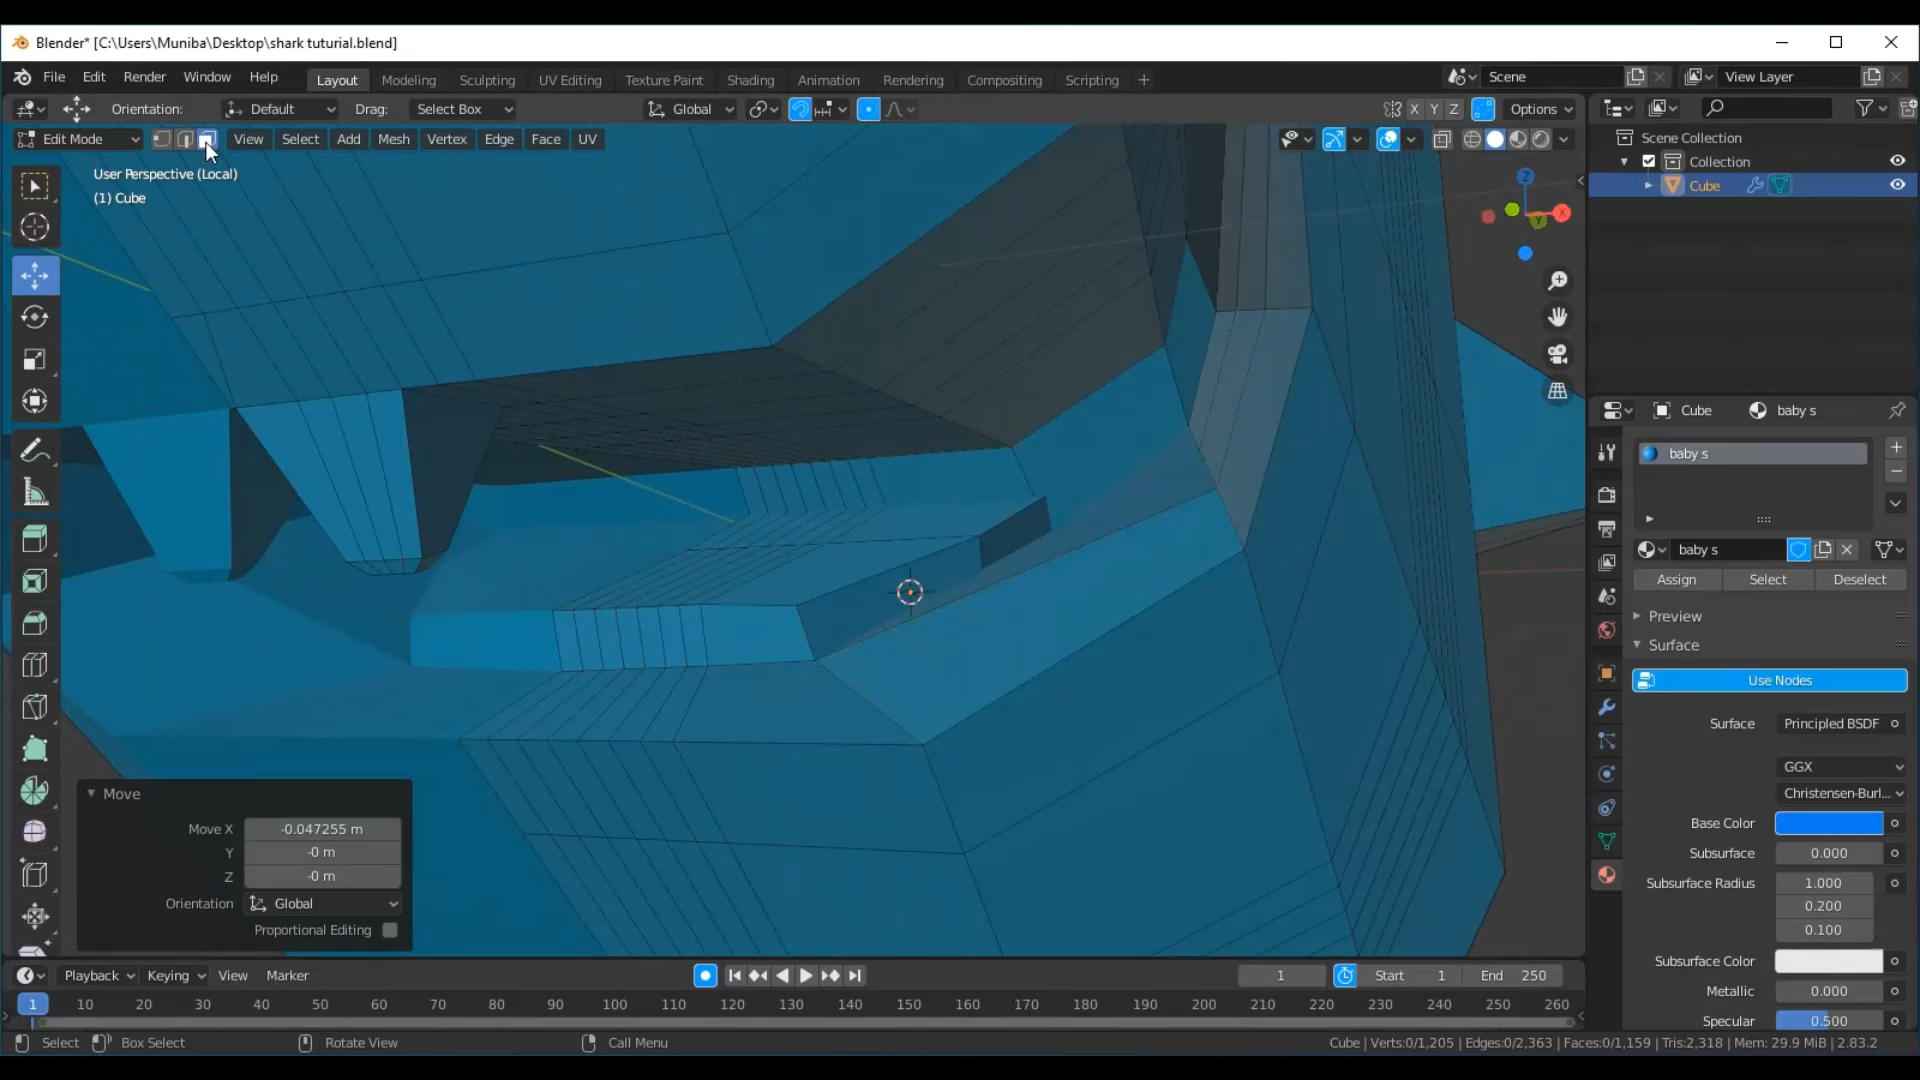 Blender* [C:\Users\Muniba\Desktop\shark tuturial.blend]
File Edit Render Window Help Layout Modeling Sculpting UV Editing Texture Paint Shading Animation Rendering Compositing Scripting + Scene View Layer
Orientation: Default Drag: Select Box Global X Y Z Options
Edit Mode View Select Add Mesh Vertex Edge Face UV
User Perspective (Local)
(1) Cube
Z
X
Y
Scene Collection
Collection
Cube
Cube baby s
baby s
baby s
Assign Select Deselect
Preview
Surface
Use Nodes
Surface Principled BSDF
GGX
Christensen-Burl...
Base Color
Subsurface 0.000
Subsurface Radius 1.000
0.200
0.100
Subsurface Color
Metallic 0.000
Specular 0.500
Move
Move X -0.047255 m
Y -0 m
Z -0 m
Orientation Global
Proportional Editing
Playback Keying View Marker 1 Start 1 End 250
1 10 20 30 40 50 60 70 80 90 100 110 120 130 140 150 160 170 180 190 200 210 220 230 240 250 260
Select Box Select Rotate View Call Menu Cube | Verts:0/1,205 | Edges:0/2,363 | Faces:0/1,159 | Tris:2,318 | Mem: 29.9 MiB | 2.83.2